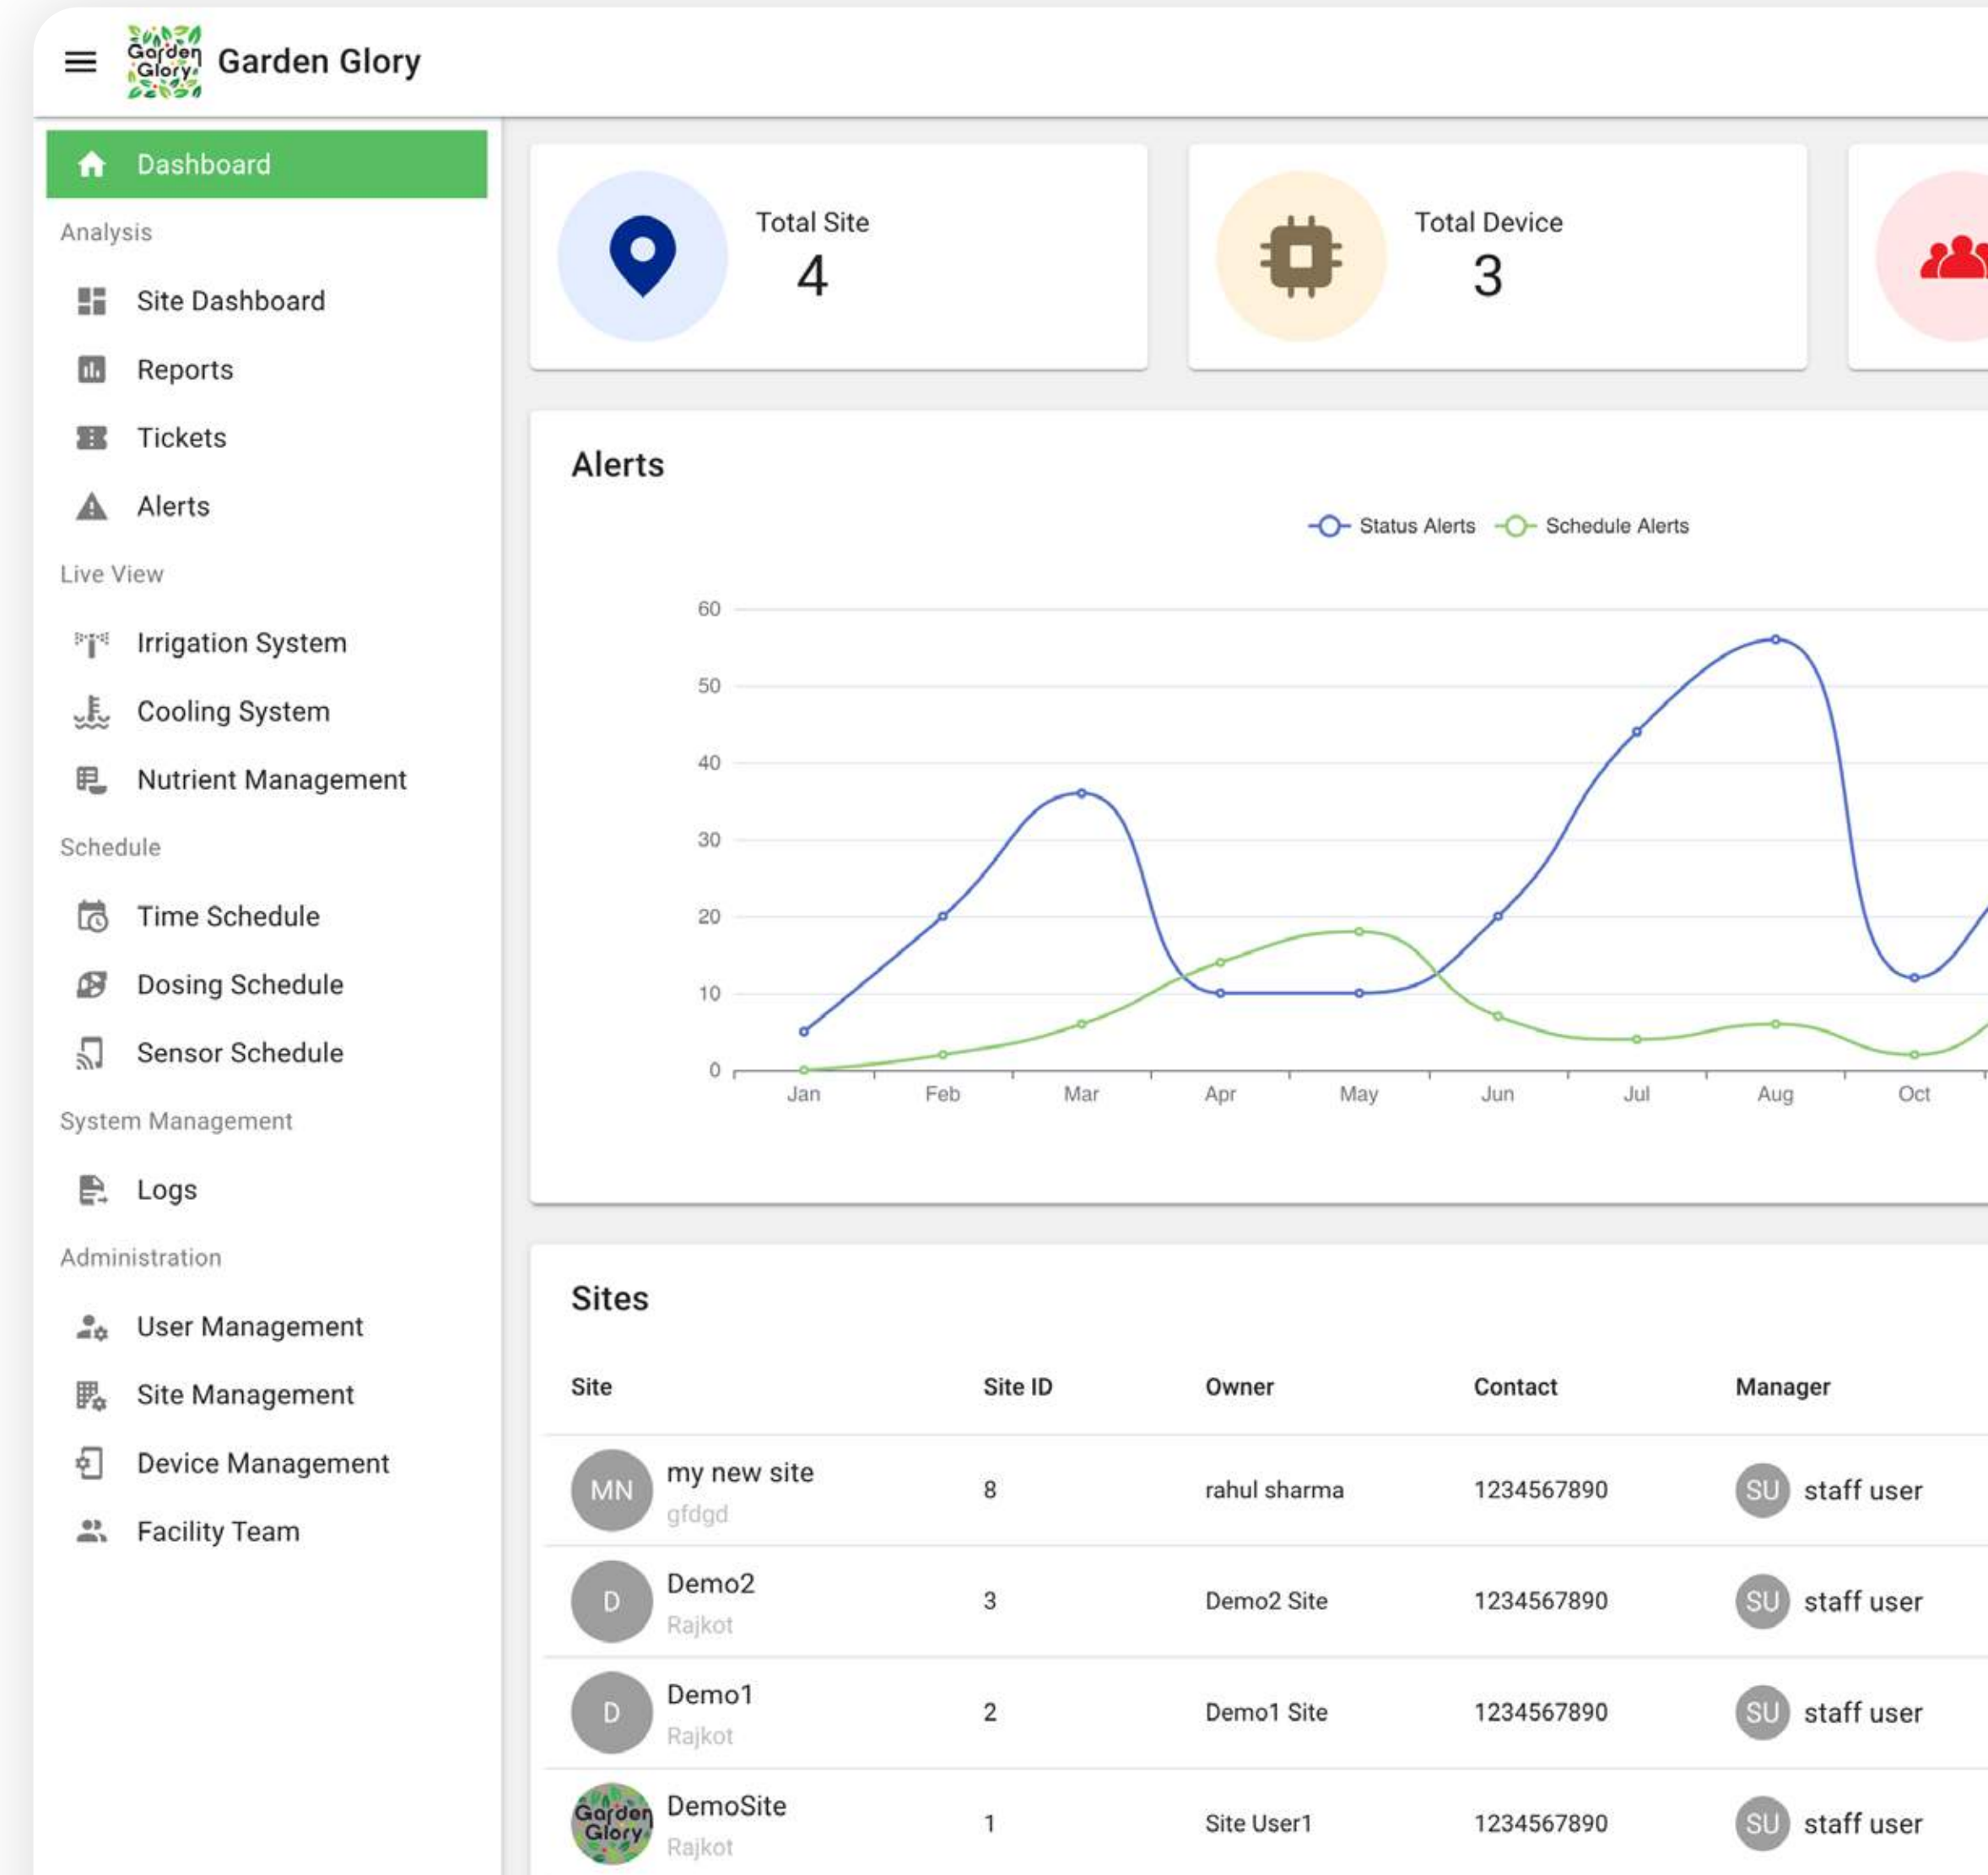 Garden Glory
Garden Glory
Dashboard
Analysis
Site Dashboard
Reports
Tickets
Alerts
Live View
Irrigation System
Cooling System
Nutrient Management
Schedule
Time Schedule
Dosing Schedule
Sensor Schedule
System Management
Logs
Administration
User Management
Site Management
Device Management
Facility Team
Total Site
4
Total Device
3
Alerts
Status Alerts Schedule Alerts
60
50
40
30
20
10
0
Jan Feb Mar Apr May Jun Jul Aug Oct
Sites
Site Site ID Owner Contact Manager
MN my new site 8 rahul sharma 1234567890 SU staff user
gfdgd
D Demo2 3 Demo2 Site 1234567890 SU staff user
Rajkot
D Demo1 2 Demo1 Site 1234567890 SU staff user
Rajkot
Garden Glory DemoSite 1 Site User1 1234567890 SU staff user
Rajkot